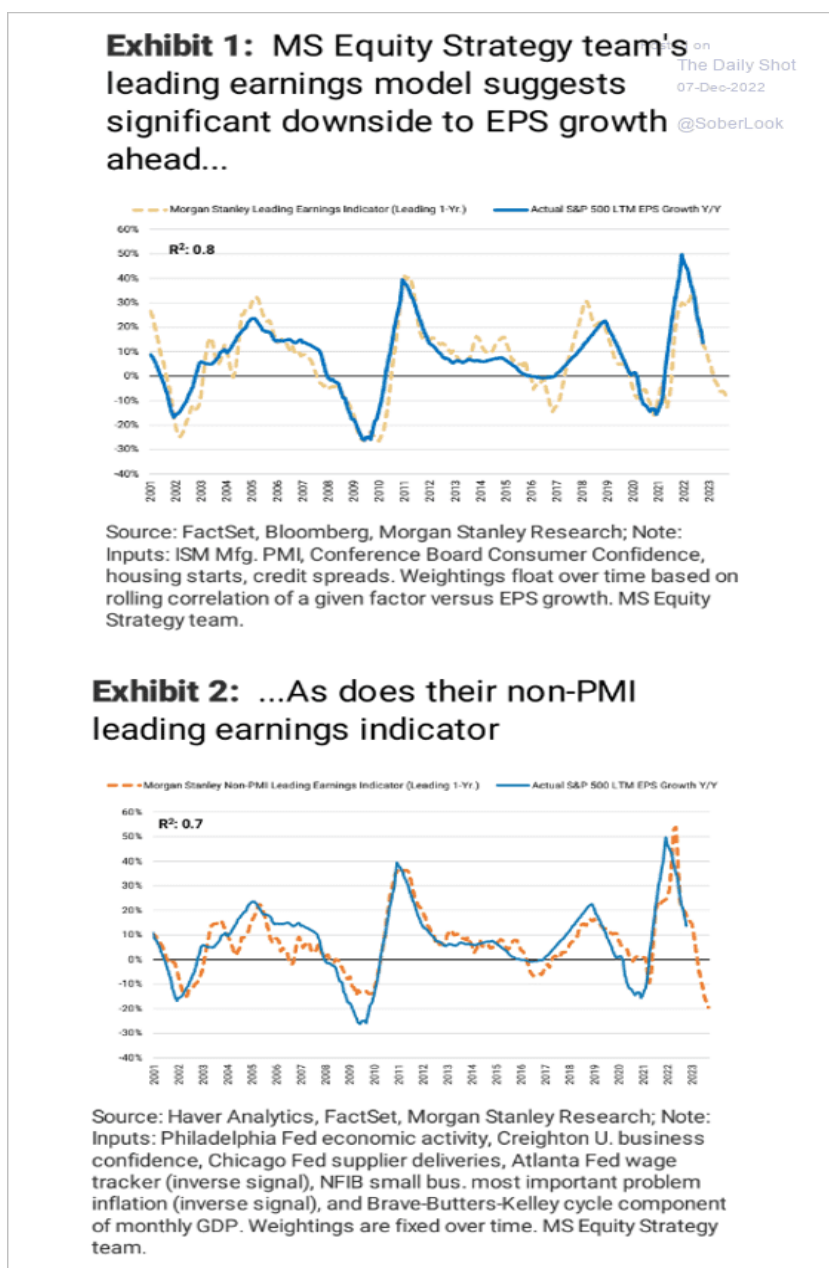 Exhibit 1: MS Equity Strategy team's
leading earnings model suggests
significant downside to EPS growth
ahead...
on
The Daily Shot
07-Dec-2022
@SoberLook
Morgan Stanley Leading Earnings Indicator (Leading 1-Yr.)
Actual S&P 500 LTM EPS Growth Y/Y
R²: 0.8
60%
50%
40%
30%
20%
10%
0%
-10%
-20%
-30%
-40%
2001 2002 2003 2004 2005 2006 2007 2008 2009 2010 2011 2012 2013 2014 2015 2016 2017 2018 2019 2020 2021 2022 2023
Source: FactSet, Bloomberg, Morgan Stanley Research; Note:
Inputs: ISM Mfg. PMI, Conference Board Consumer Confidence,
housing starts, credit spreads. Weightings float over time based on
rolling correlation of a given factor versus EPS growth. MS Equity
Strategy team.
Exhibit 2: ...As does their non-PMI
leading earnings indicator
Morgan Stanley Non-PMI Leading Earnings Indicator (Leading 1-Yr.)
Actual S&P 500 LTM EPS Growth Y/Y
R²: 0.7
60%
50%
40%
30%
20%
10%
0%
-10%
-20%
-30%
-40%
2001 2002 2003 2004 2005 2006 2007 2008 2009 2010 2011 2012 2013 2014 2015 2016 2017 2018 2019 2020 2021 2022 2023
Source: Haver Analytics, FactSet, Morgan Stanley Research; Note:
Inputs: Philadelphia Fed economic activity, Creighton U. business
confidence, Chicago Fed supplier deliveries, Atlanta Fed wage
tracker (inverse signal), NFIB small bus. most important problem
inflation (inverse signal), and Brave-Butters-Kelley cycle component
of monthly GDP. Weightings are fixed over time. MS Equity Strategy
team.